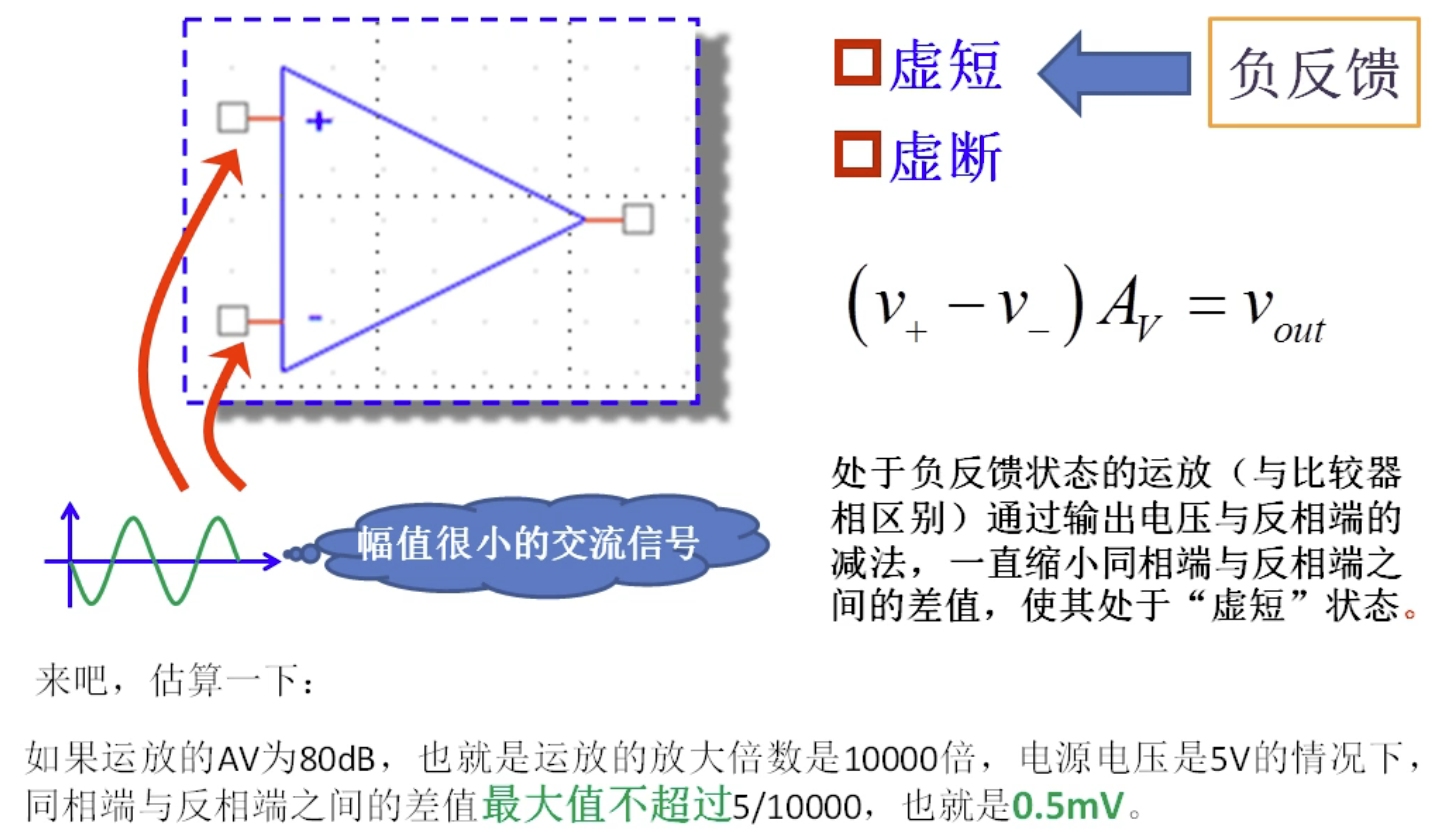 +
-
虚短
负反馈
虚断
(v₊ − v₋) A_V = v_out
幅值很小的交流信号
处于负反馈状态的运放（与比较器
相区别）通过输出电压与反相端的
减法，一直缩小同相端与反相端之
间的差值，使其处于“虚短”状态。
来吧，估算一下：
如果运放的AV为80dB，也就是运放的放大倍数是10000倍，电源电压是5V的情况下，
同相端与反相端之间的差值最大值不超过5/10000，也就是0.5mV。